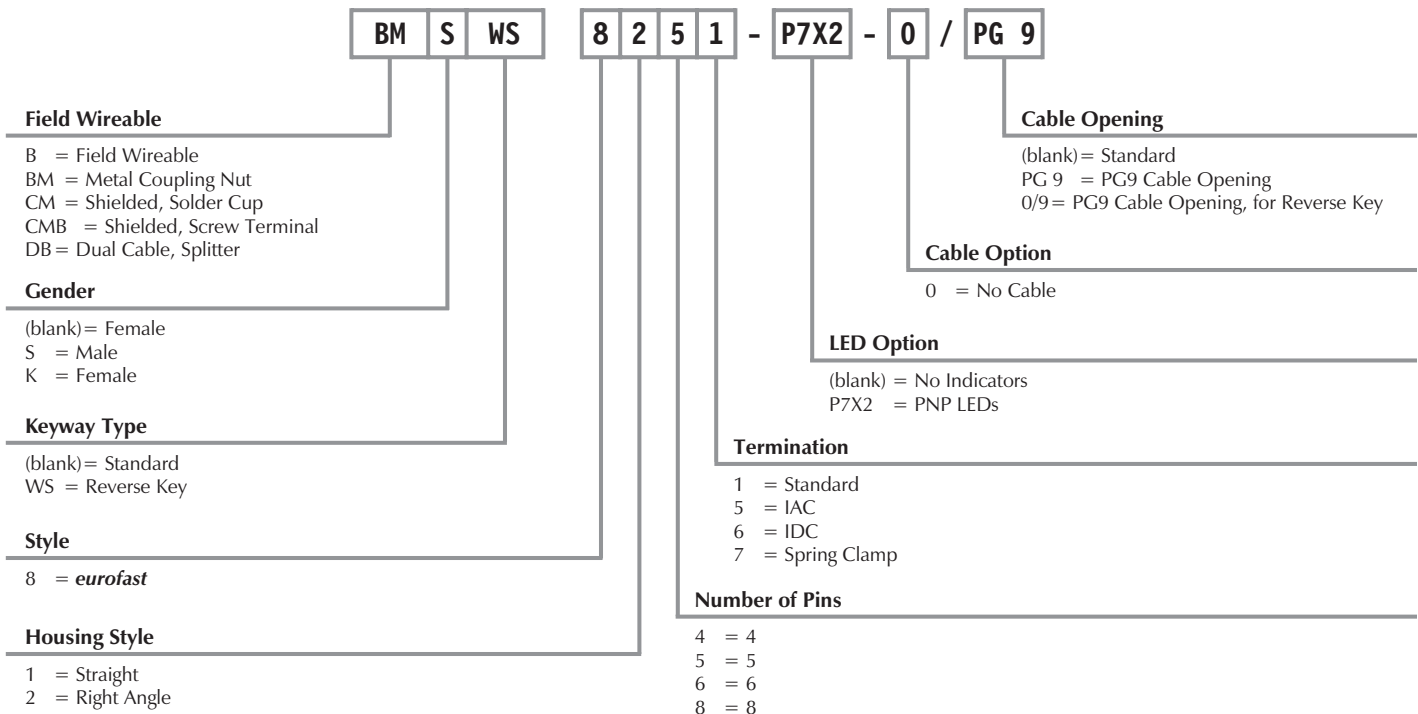 BM S WS 8 2 5 1 - P7X2 - 0 / PG 9
Field Wireable
B = Field Wireable
BM = Metal Coupling Nut
CM = Shielded, Solder Cup
CMB = Shielded, Screw Terminal
DB = Dual Cable, Splitter
Gender
(blank) = Female
S = Male
K = Female
Keyway Type
(blank) = Standard
WS = Reverse Key
Style
8 = eurofast
Housing Style
1 = Straight
2 = Right Angle
Cable Opening
(blank) = Standard
PG 9 = PG9 Cable Opening
0/9 = PG9 Cable Opening, for Reverse Key
Cable Option
0 = No Cable
LED Option
(blank) = No Indicators
P7X2 = PNP LEDs
Termination
1 = Standard
5 = IAC
6 = IDC
7 = Spring Clamp
Number of Pins
4 = 4
5 = 5
6 = 6
8 = 8